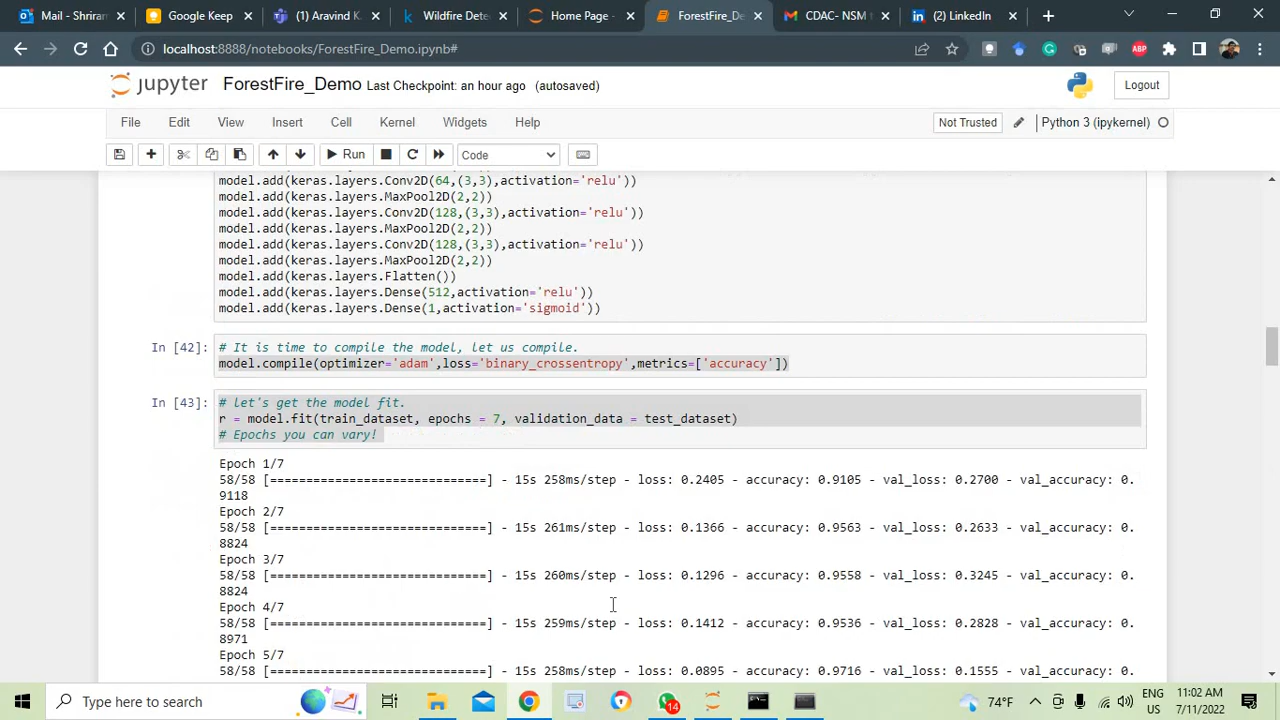 Mail - Shriram
Google Keep
Aravind K.
Wildfire Dete
Home Page -
ForestFire_De
CDAC- NSM t
(2) LinkedIn
localhost:8888/notebooks/ForestFire_Demo.ipynb#
ABP
jupyter
ForestFire_Demo Last Checkpoint: an hour ago (autosaved)
Logout
File Edit View Insert Cell Kernel Widgets Help
Not Trusted
Python 3 (ipykernel)
Run
Code
model.add(keras.layers.Conv2D(64,(3,3),activation='relu'))
model.add(keras.layers.MaxPool2D(2,2))
model.add(keras.layers.Conv2D(128,(3,3),activation='relu'))
model.add(keras.layers.MaxPool2D(2,2))
model.add(keras.layers.Conv2D(128,(3,3),activation='relu'))
model.add(keras.layers.MaxPool2D(2,2))
model.add(keras.layers.Flatten())
model.add(keras.layers.Dense(512,activation='relu'))
model.add(keras.layers.Dense(1,activation='sigmoid'))
In [42]: # It is time to compile the model, let us compile.
model.compile(optimizer='adam',loss='binary_crossentropy',metrics=['accuracy'])
In [43]: # let's get the model fit.
r = model.fit(train_dataset, epochs = 7, validation_data = test_dataset)
# Epochs you can vary!
Epoch 1/7
58/58 [==============================] - 15s 258ms/step - loss: 0.2405 - accuracy: 0.9105 - val_loss: 0.2700 - val_accuracy: 0.
9118
Epoch 2/7
58/58 [==============================] - 15s 261ms/step - loss: 0.1366 - accuracy: 0.9563 - val_loss: 0.2633 - val_accuracy: 0.
8824
Epoch 3/7
58/58 [==============================] - 15s 260ms/step - loss: 0.1296 - accuracy: 0.9558 - val_loss: 0.3245 - val_accuracy: 0.
8824
Epoch 4/7
58/58 [==============================] - 15s 259ms/step - loss: 0.1412 - accuracy: 0.9536 - val_loss: 0.2828 - val_accuracy: 0.
8971
Epoch 5/7
58/58 [==============================] - 15s 258ms/step - loss: 0.0895 - accuracy: 0.9716 - val_loss: 0.1555 - val_accuracy: 0.
Type here to search
14
74°F
ENG
US
11:02 AM
7/11/2022